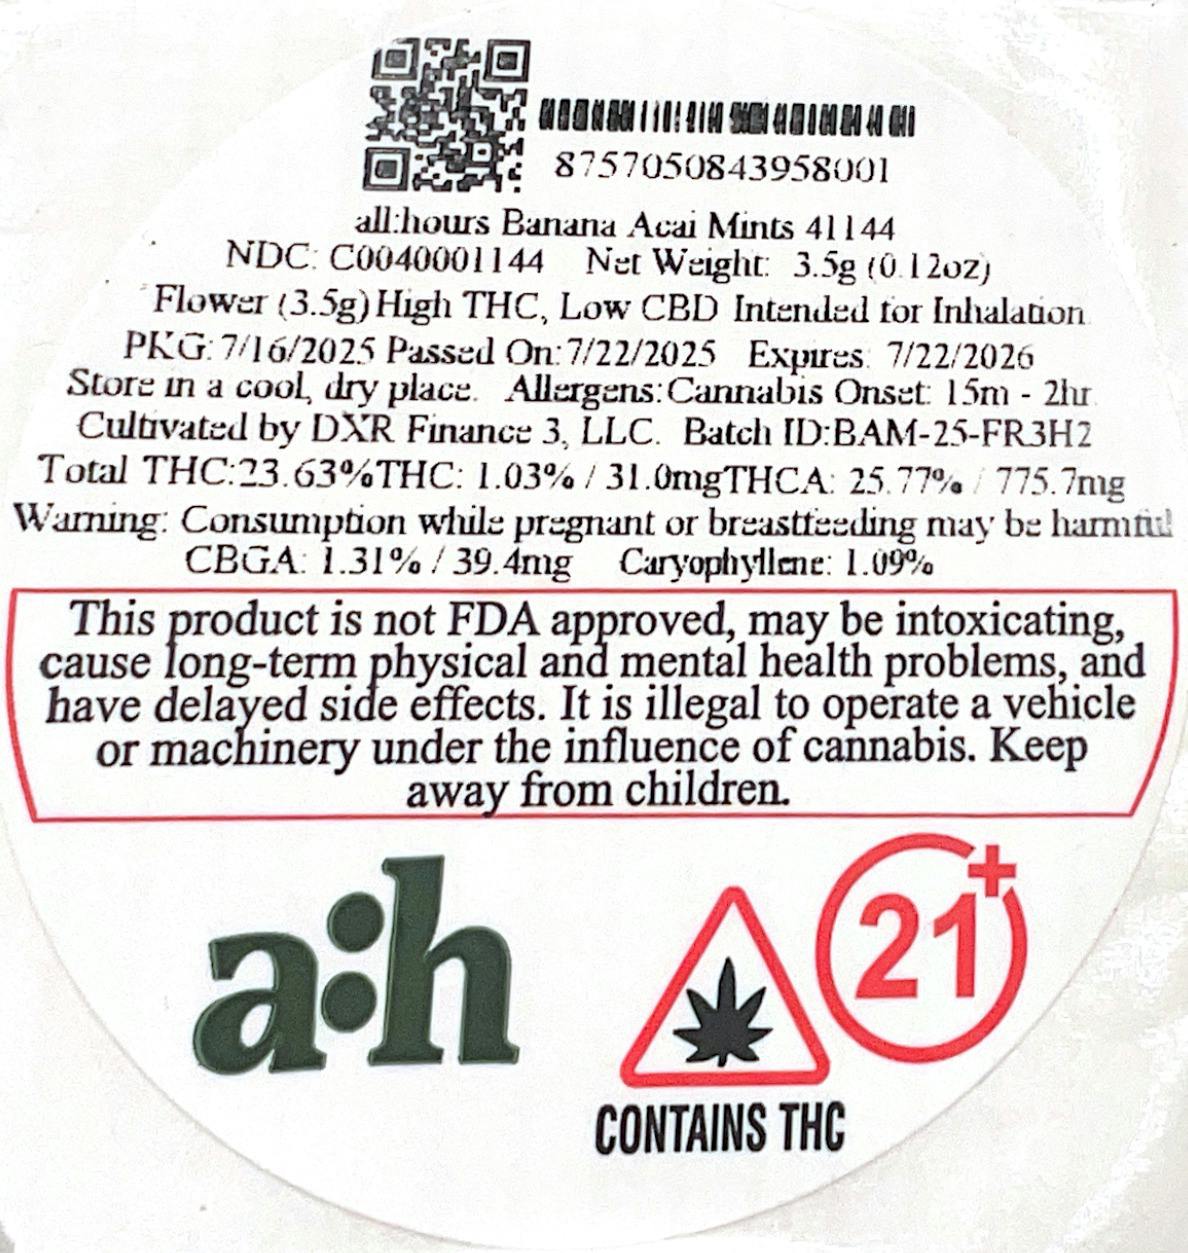 8757050843958001
all:hours Banana Acai Mints 41144
NDC: C0040001144 Net Weight: 3.5g (0.12oz)
Flower (3.5g) High THC, Low CBD Intended for Inhalation
PKG: 7/16/2025 Passed On: 7/22/2025 Expires: 7/22/2026
Store in a cool, dry place. Allergens: Cannabis Onset: 15m - 2hr.
Cultivated by DXR Finance 3, LLC. Batch ID:BAM-25-FR3H2
Total THC:23.63%THC: 1.03% / 31.0mgTHCA: 25.77% / 775.7mg
Warning: Consumption while pregnant or breastfeeding may be harmful
CBGA: 1.31% / 39.4mg Caryophyllene: 1.09%
This product is not FDA approved, may be intoxicating,
cause long-term physical and mental health problems, and
have delayed side effects. It is illegal to operate a vehicle
or machinery under the influence of cannabis. Keep
away from children.
a:h
21+
CONTAINS THC